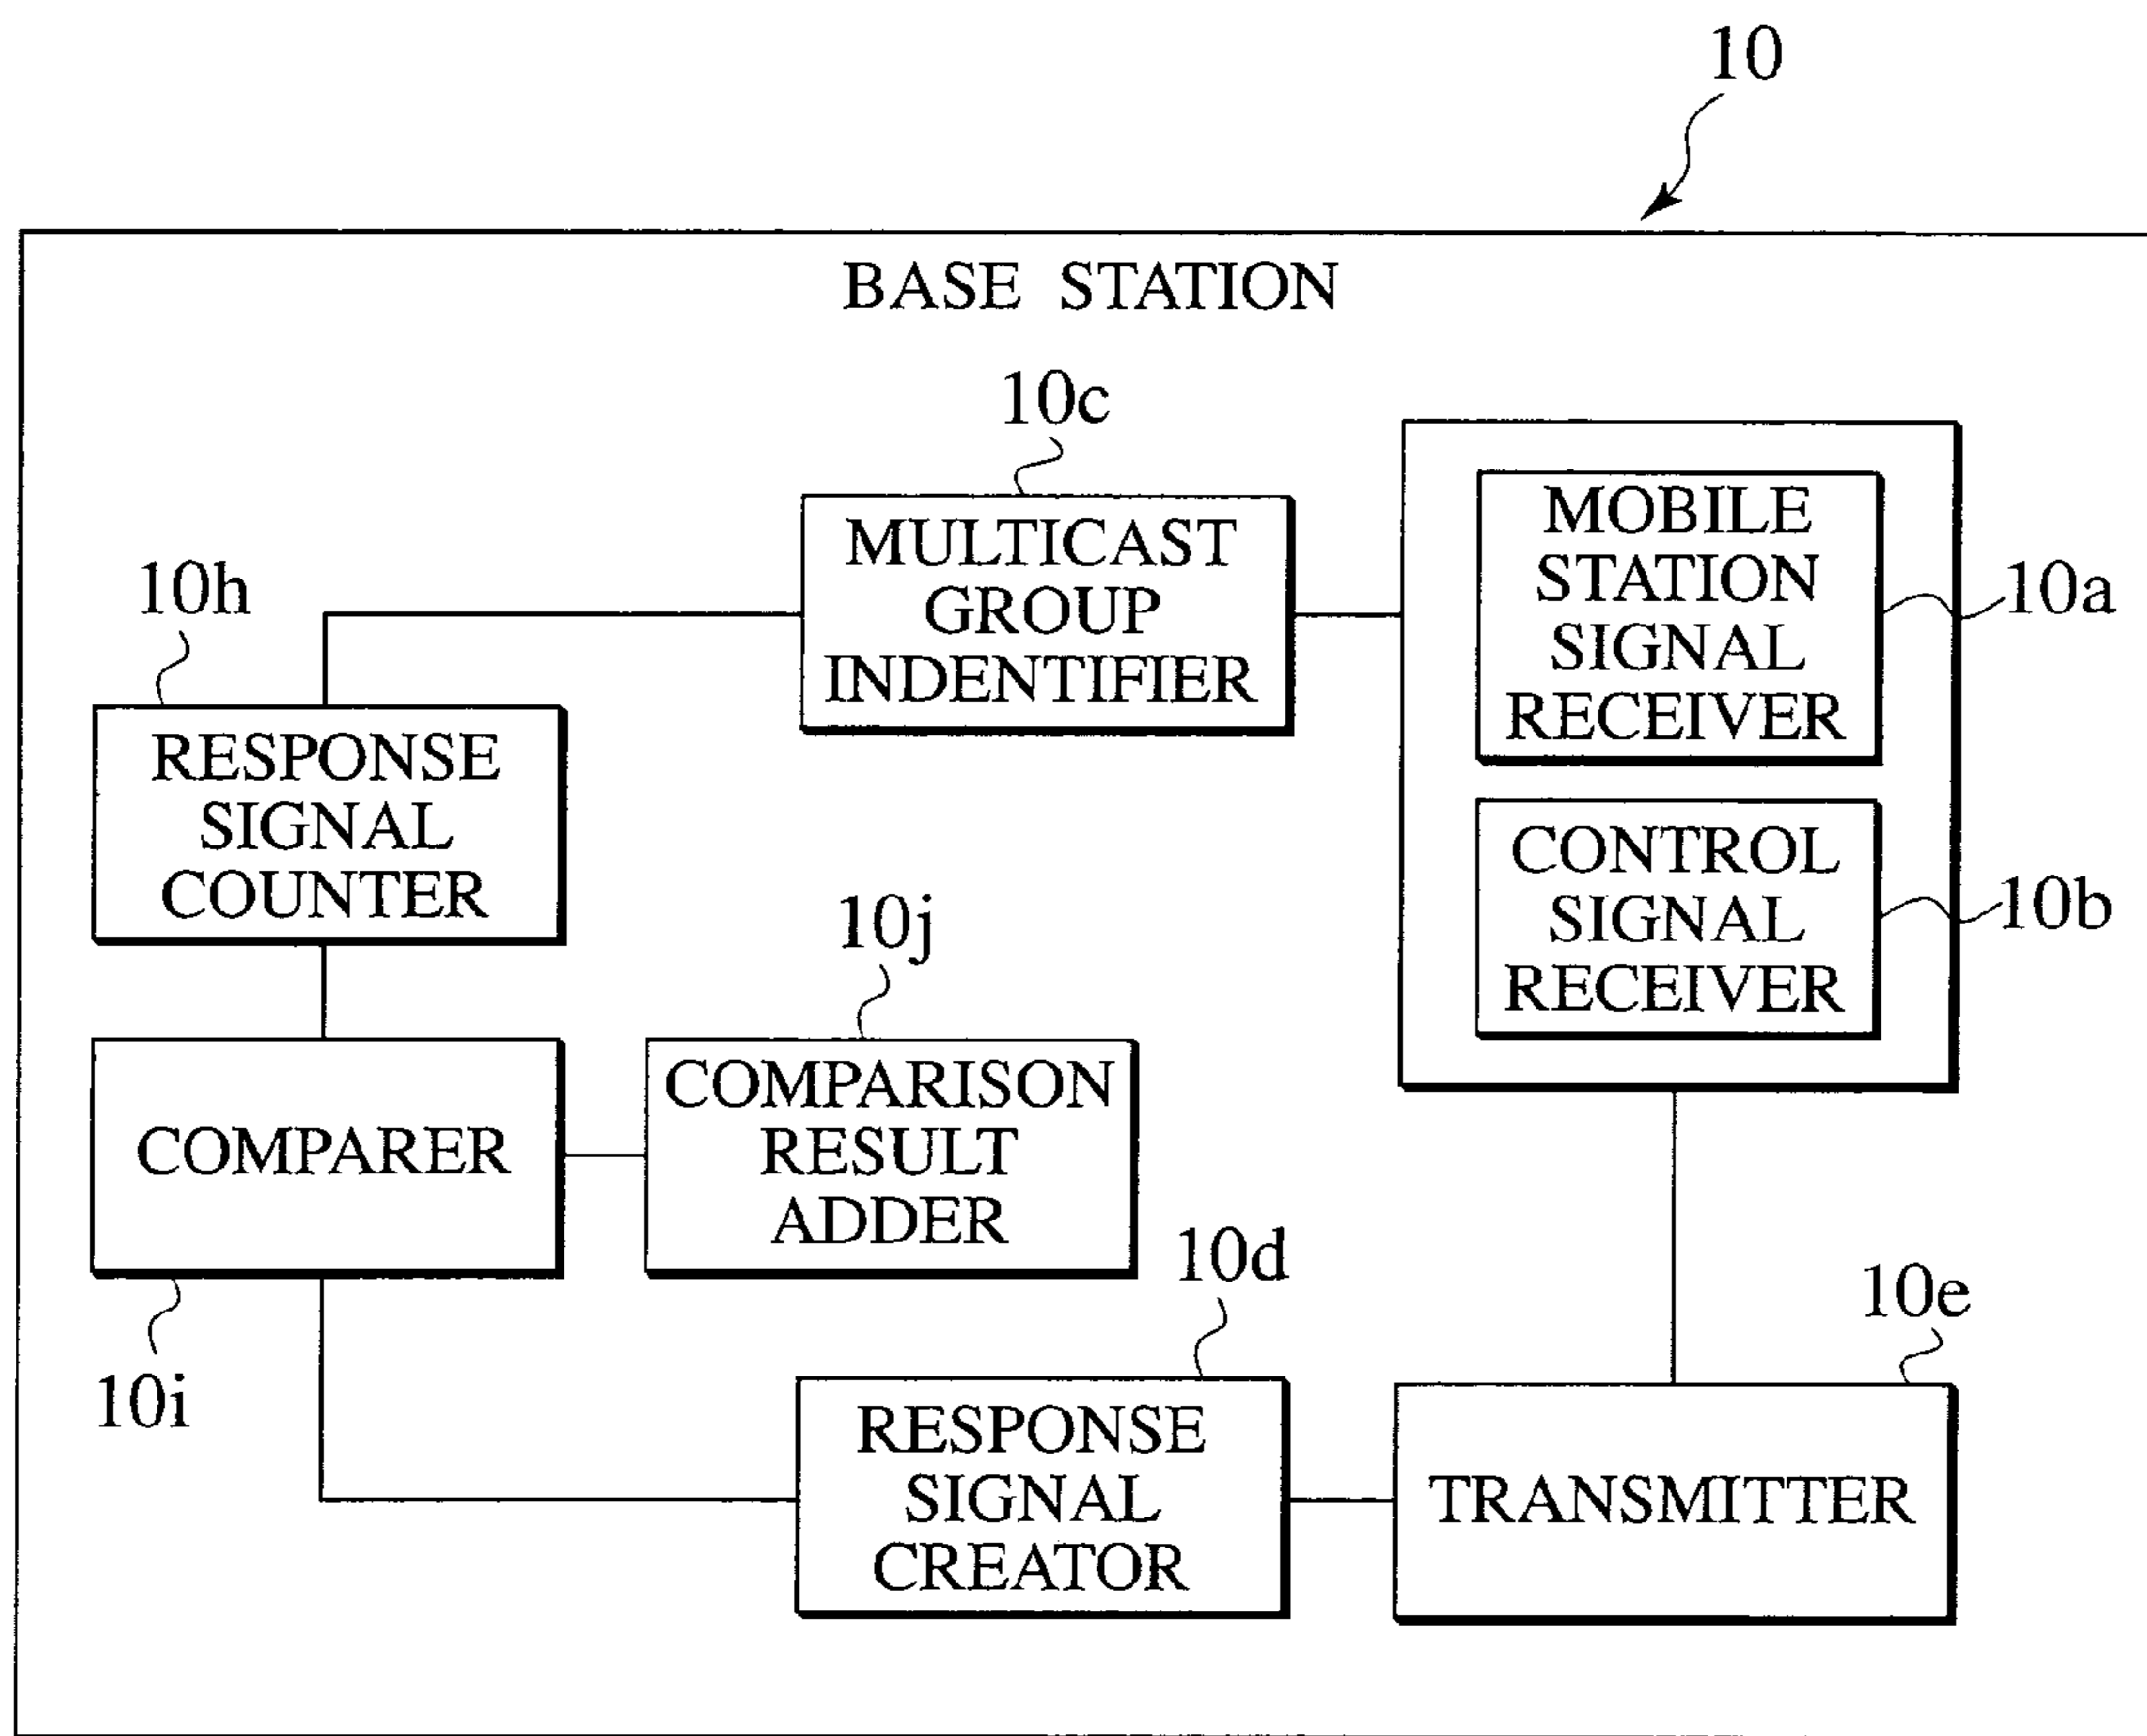 10
BASE STATION
10c
MULTICAST
GROUP
INDENTIFIER
MOBILE
STATION
SIGNAL
RECEIVER
10a
CONTROL
SIGNAL
RECEIVER
10b
10h
RESPONSE
SIGNAL
COUNTER
10j
COMPARER
COMPARISON
RESULT
ADDER
10i
10d
RESPONSE
SIGNAL
CREATOR
10e
TRANSMITTER